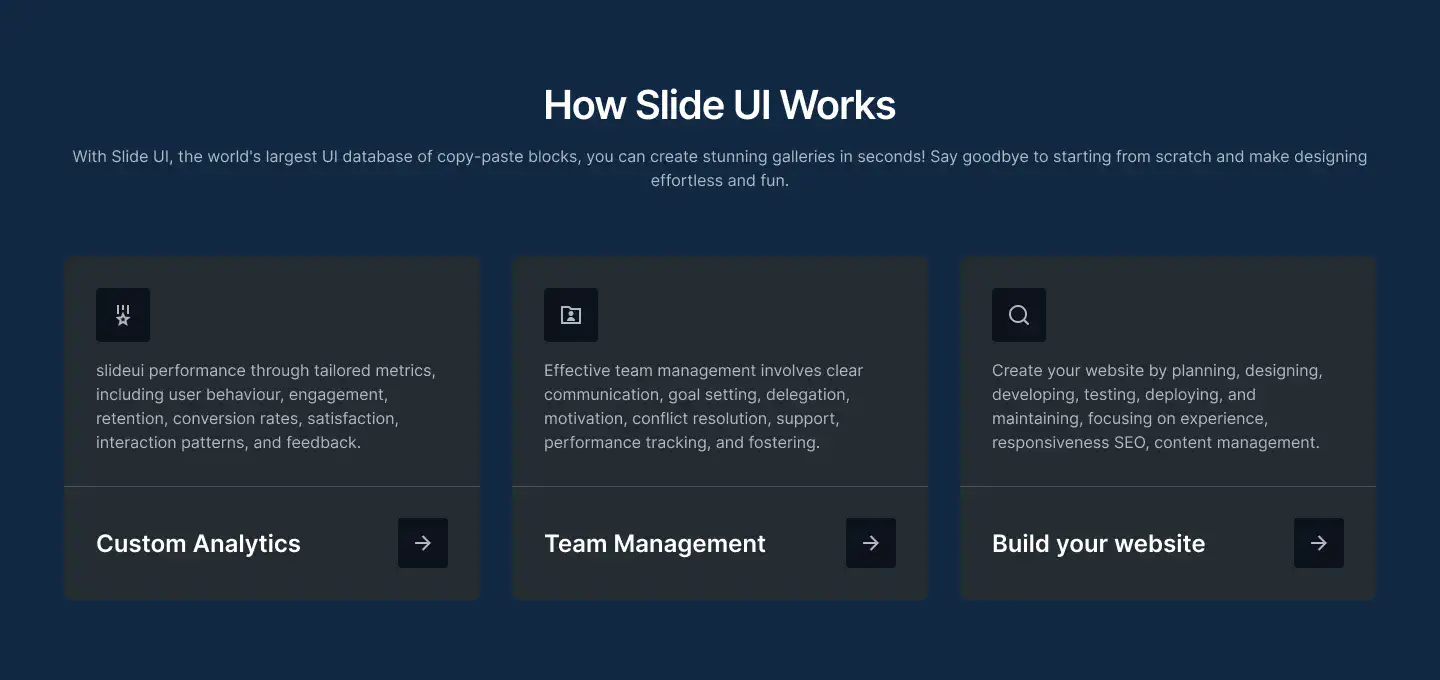 How Slide UI Works
With Slide UI, the world's largest UI database of copy-paste blocks, you can create stunning galleries in seconds! Say goodbye to starting from scratch and make designing
effortless and fun.
slideui performance through tailored metrics,
including user behaviour, engagement,
retention, conversion rates, satisfaction,
interaction patterns, and feedback.
Custom Analytics
Effective team management involves clear
communication, goal setting, delegation,
motivation, conflict resolution, support,
performance tracking, and fostering.
Team Management
Create your website by planning, designing,
developing, testing, deploying, and
maintaining, focusing on experience,
responsiveness SEO, content management.
Build your website